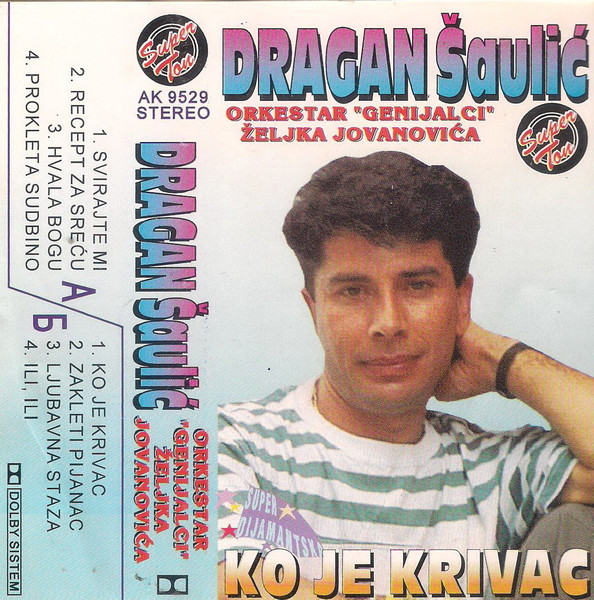 1. SVIRAJTE MI
2. RECEPT ZA SREĆU
3. HVALA BOGU
4. PROKLETA SUDBINO
А
Б
1. KO JE KRIVAC
2. ZAKLETI PIJANAC
3. LJUBAVNA STAZA
4. ILI, ILI
DOLBY SISTEM
Super
Ton
AK 9529
STEREO
DRAGAN Šaulić
ORKESTAR
"GENIJALCI"
ŽELJKA
JOVANOVIĆA
DRAGAN Šaulić
ORKESTAR "GENIJALCI"
ŽELJKA JOVANOVIĆA
Super
Ton
SUPER
DIJAMANTSKA
KO JE KRIVAC